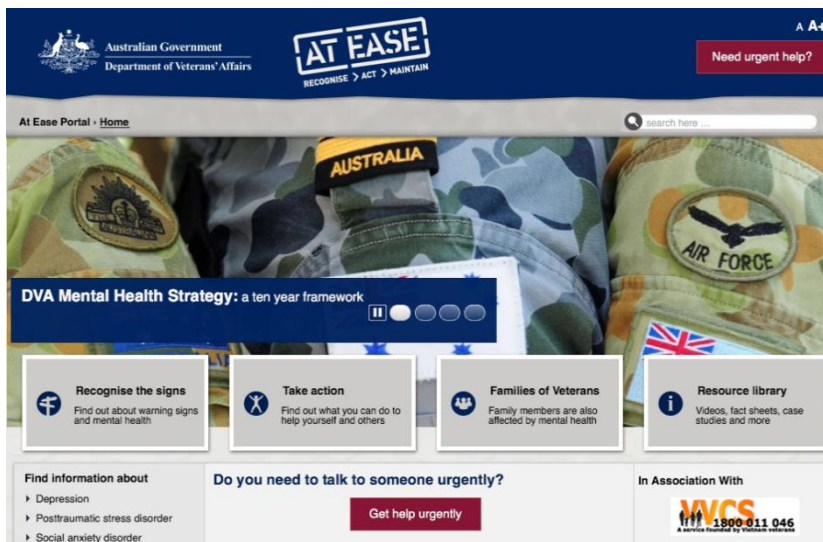 Australian Government
Department of Veterans' Affairs
AT EASE
RECOGNISE > ACT > MAINTAIN
A A+
Need urgent help?
At Ease Portal › Home
search here ...
AUSTRALIA
AIR FORCE
DVA Mental Health Strategy: a ten year framework
Recognise the signs
Find out about warning signs
and mental health
Take action
Find out what you can do to
help yourself and others
Families of Veterans
Family members are also
affected by mental health
Resource library
Videos, fact sheets, case
studies and more
Find information about
Depression
Posttraumatic stress disorder
Social anxiety disorder
Do you need to talk to someone urgently?
Get help urgently
In Association With
VVCS
1800 011 046
A service founded by Vietnam veterans